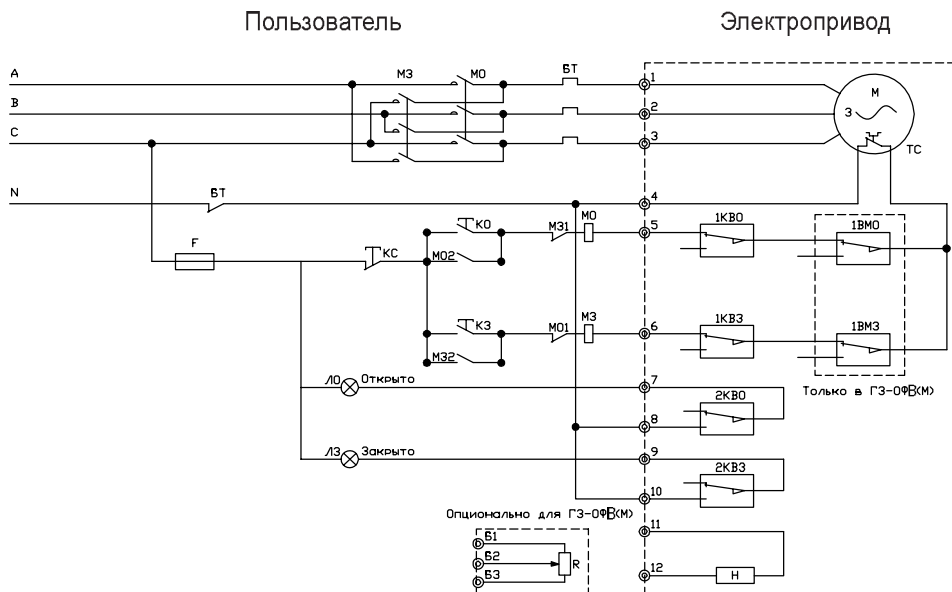 Пользователь
Электропривод
A
МЗ
МО
БТ
1
М
3
ТС
B
2
C
3
N
БТ
4
МО
5
1КВО
1ВМО
F
КС
КО
МО2
МЗ1
КЗ
МЗ2
МО1
МЗ
6
1КВЗ
1ВМЗ
Только в ГЗ-ОФВ(М)
ЛО
Открыто
7
2КВО
8
ЛЗ
Закрыто
9
2КВЗ
10
Опционально для ГЗ-ОФВ(М)
11
Б1
Б2
R
Б3
12
Н